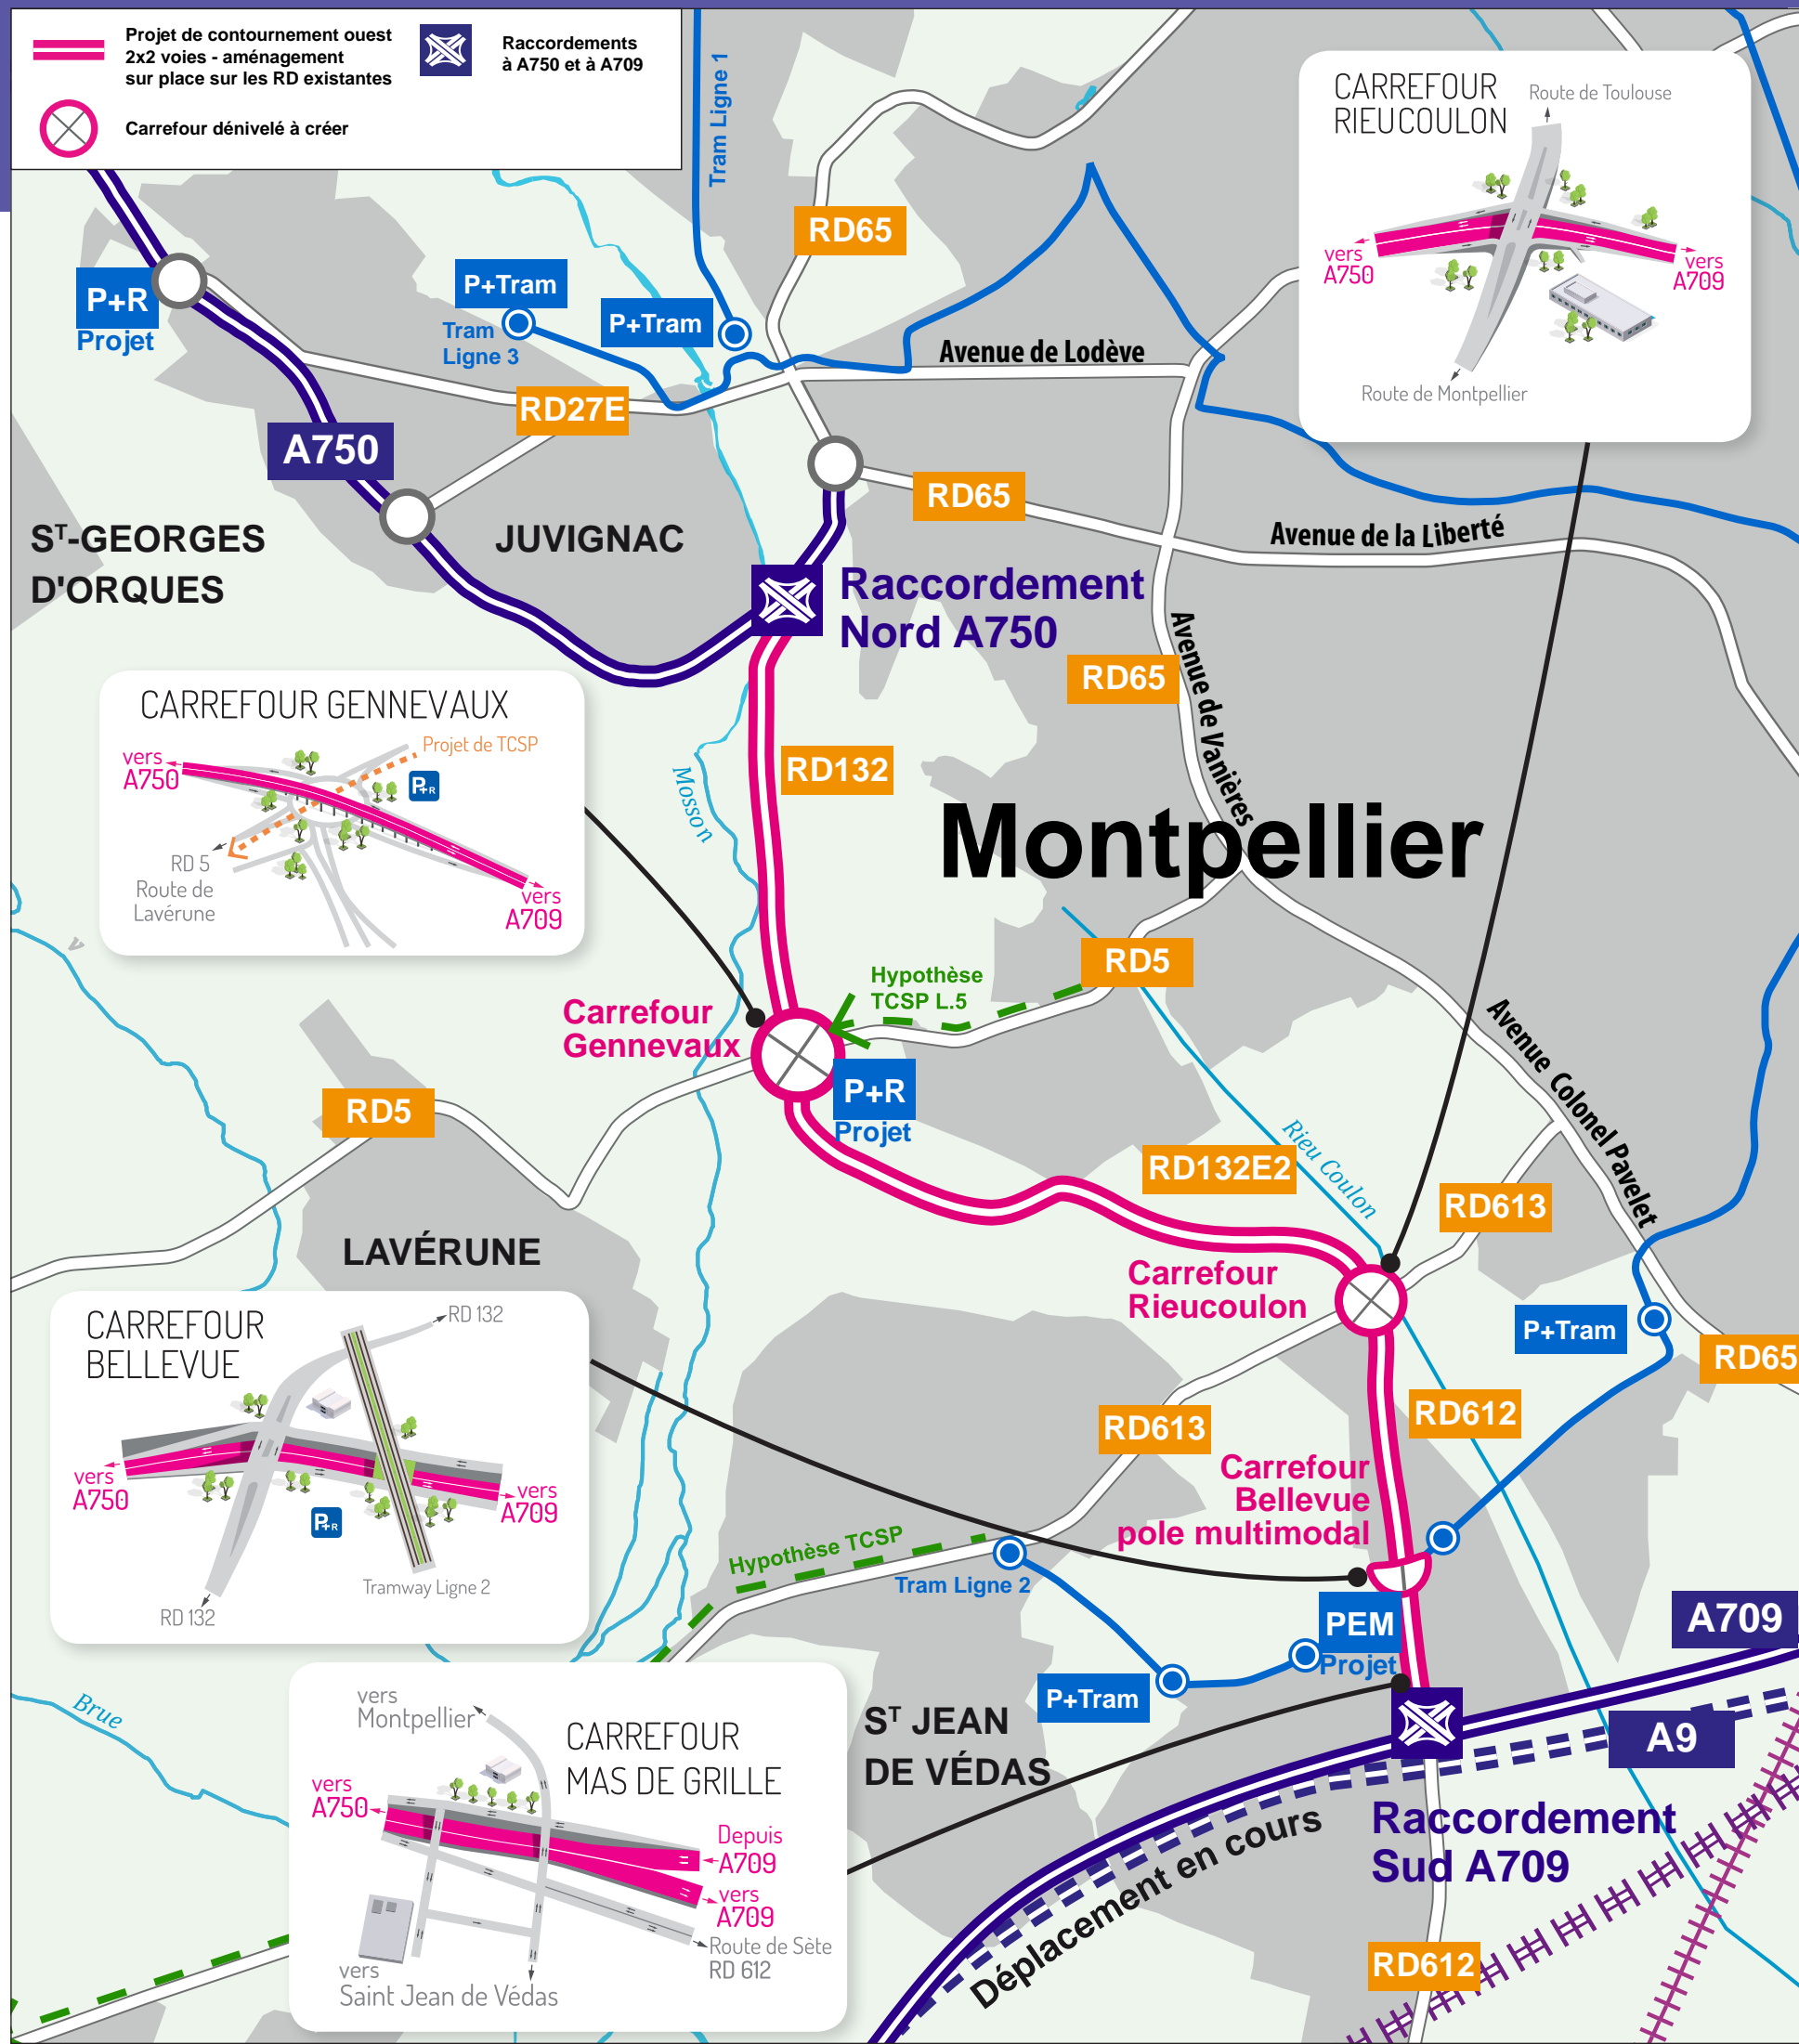 Projet de contournement ouest
2x2 voies - aménagement
sur place sur les RD existantes
Raccordements
à A750 et à A709
Carrefour dénivelé à créer
Tram Ligne 1
CARREFOUR
RIEUCOULON
Route de Toulouse
vers
A750
vers
A709
Route de Montpellier
RD65
P+R
Projet
P+Tram
Tram
Ligne 3
P+Tram
Avenue de Lodève
RD27E
A750
RD65
Avenue de la Liberté
ST-GEORGES
D'ORQUES
JUVIGNAC
Raccordement
Nord A750
RD65
Avenue de Vanières
CARREFOUR GENNEVAUX
Projet de TCSP
vers
A750
P+R
RD 5
Route de
Lavérune
vers
A709
RD132
Mosson
Montpellier
v
RD5
Hypothèse
TCSP L.5
Carrefour
Gennevaux
P+R
Projet
Avenue Colonel Pavelet
RD5
Rieu Coulon
RD132E2
RD613
LAVÉRUNE
Carrefour
Rieucoulon
P+Tram
RD65
CARREFOUR
BELLEVUE
RD 132
vers
A750
vers
A709
P+R
Tramway Ligne 2
RD 132
RD612
RD613
Carrefour
Bellevue
pole multimodal
Hypothèse TCSP
Tram Ligne 2
PEM
Projet
A709
P+Tram
ST JEAN
DE VÉDAS
A9
Brue
vers
Montpellier
CARREFOUR
MAS DE GRILLE
vers
A750
Depuis
A709
vers
A709
Route de Sète
RD 612
vers
Saint Jean de Védas
Déplacement en cours
Raccordement
Sud A709
RD612